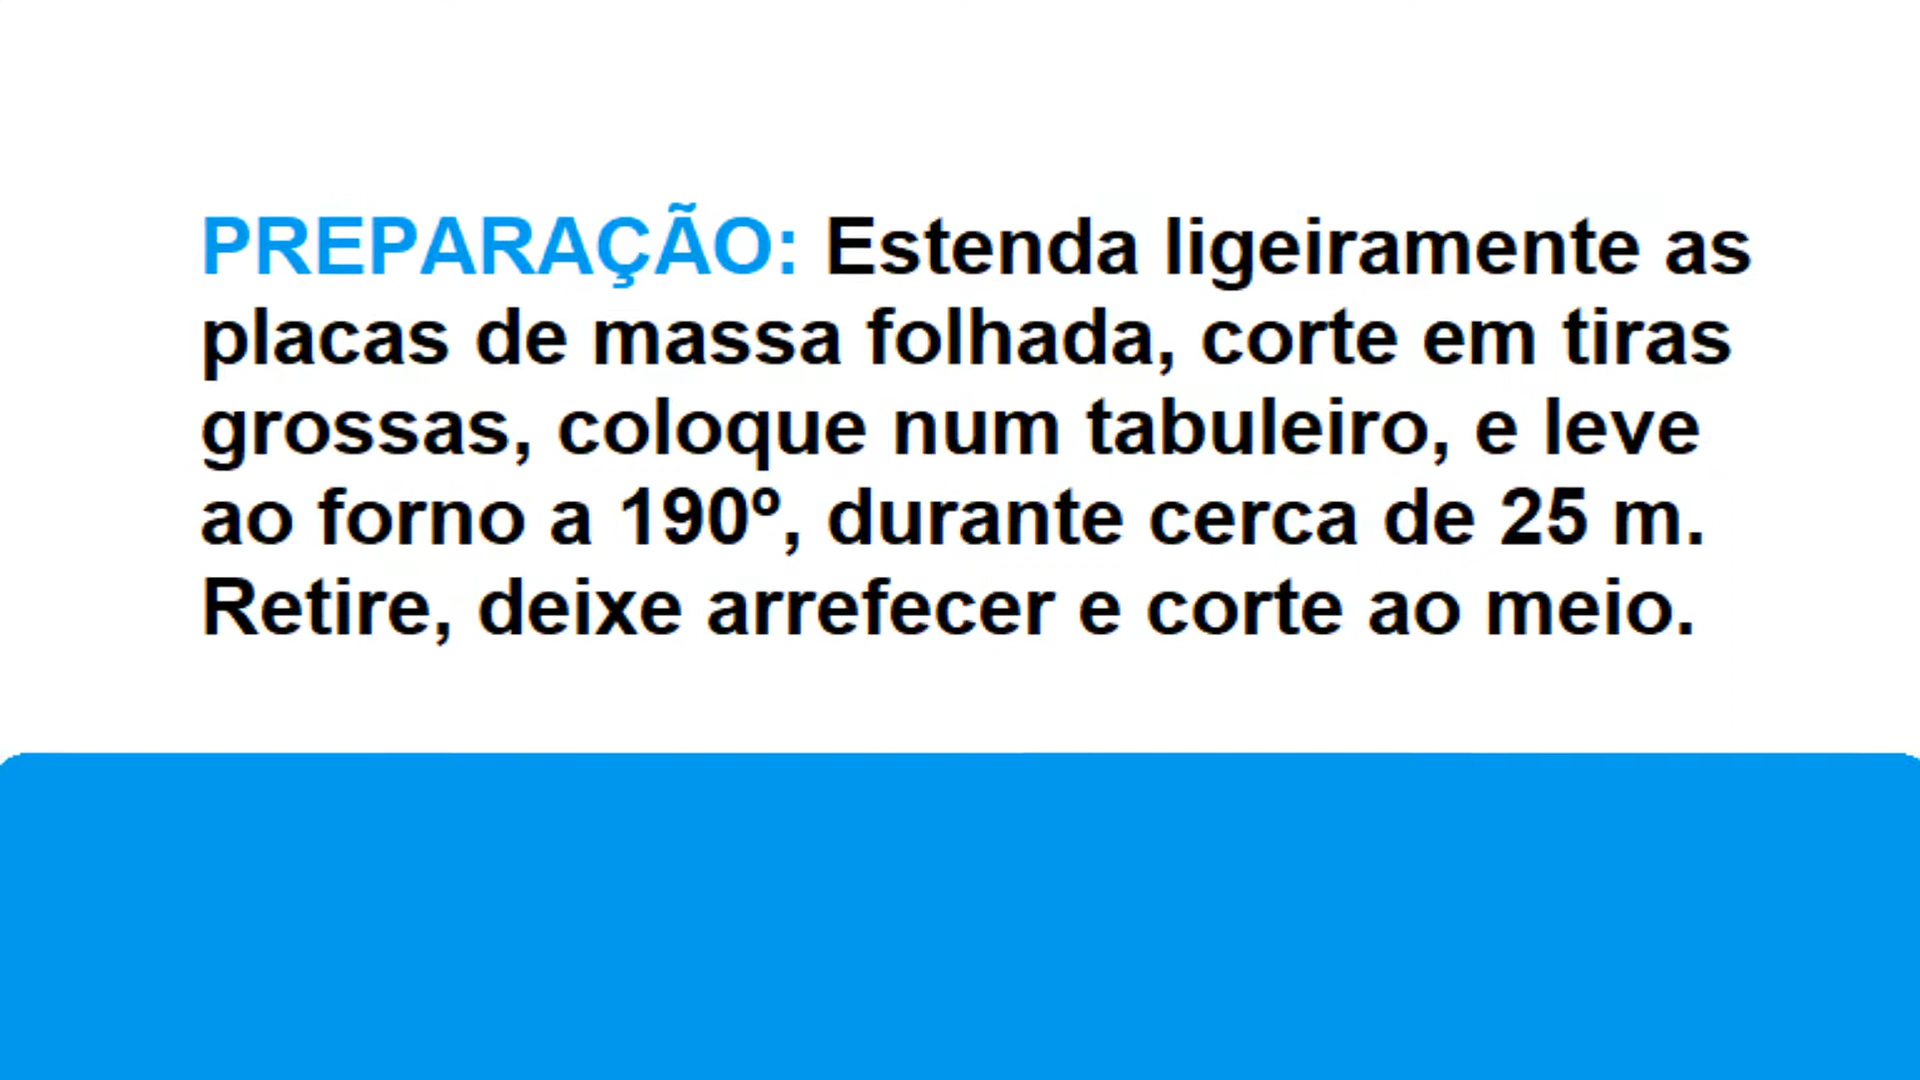 PREPARAÇÃO: Estenda ligeiramente as
placas de massa folhada, corte em tiras
grossas, coloque num tabuleiro, e leve
ao forno a 190º, durante cerca de 25 m.
Retire, deixe arrefecer e corte ao meio.